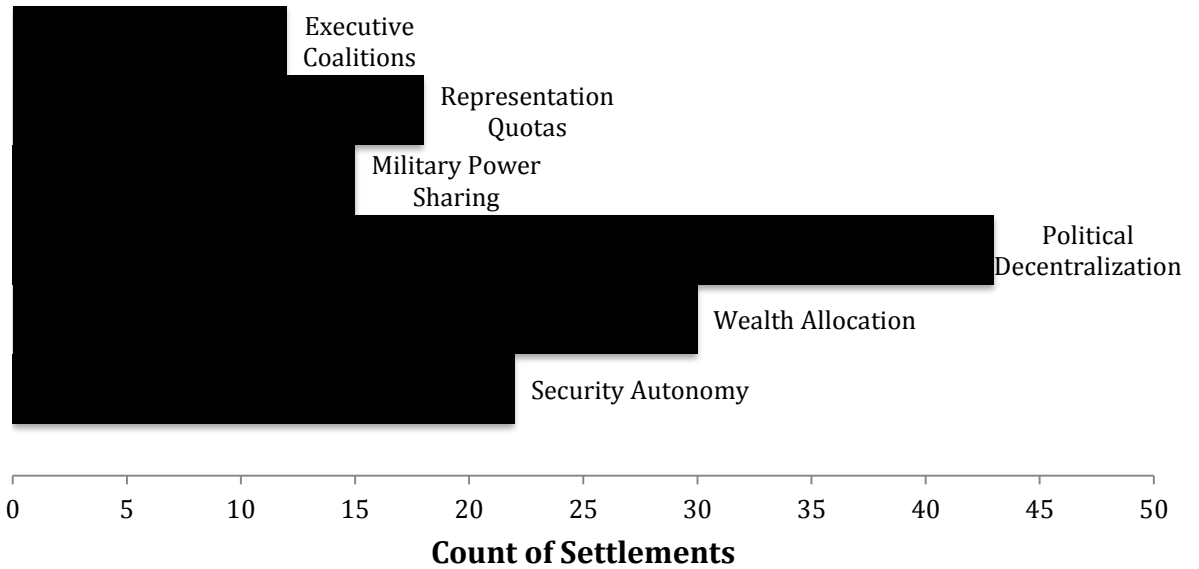 Executive
Coalitions
Representation
Quotas
Military Power
Sharing
Political
Decentralization
Wealth Allocation
Security Autonomy
0 5 10 15 20 25 30 35 40 45 50
Count of Settlements